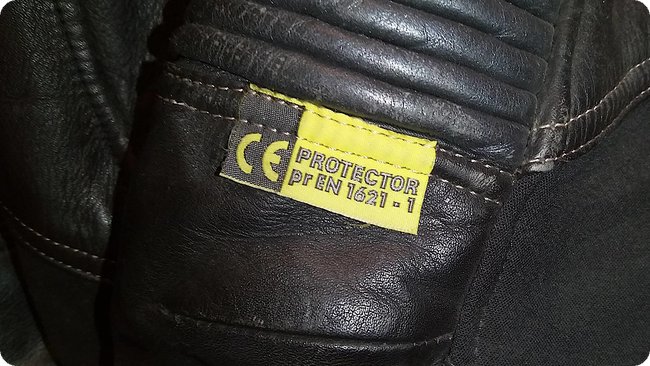 CE
PROTECTOR
pr EN 1621 - 1